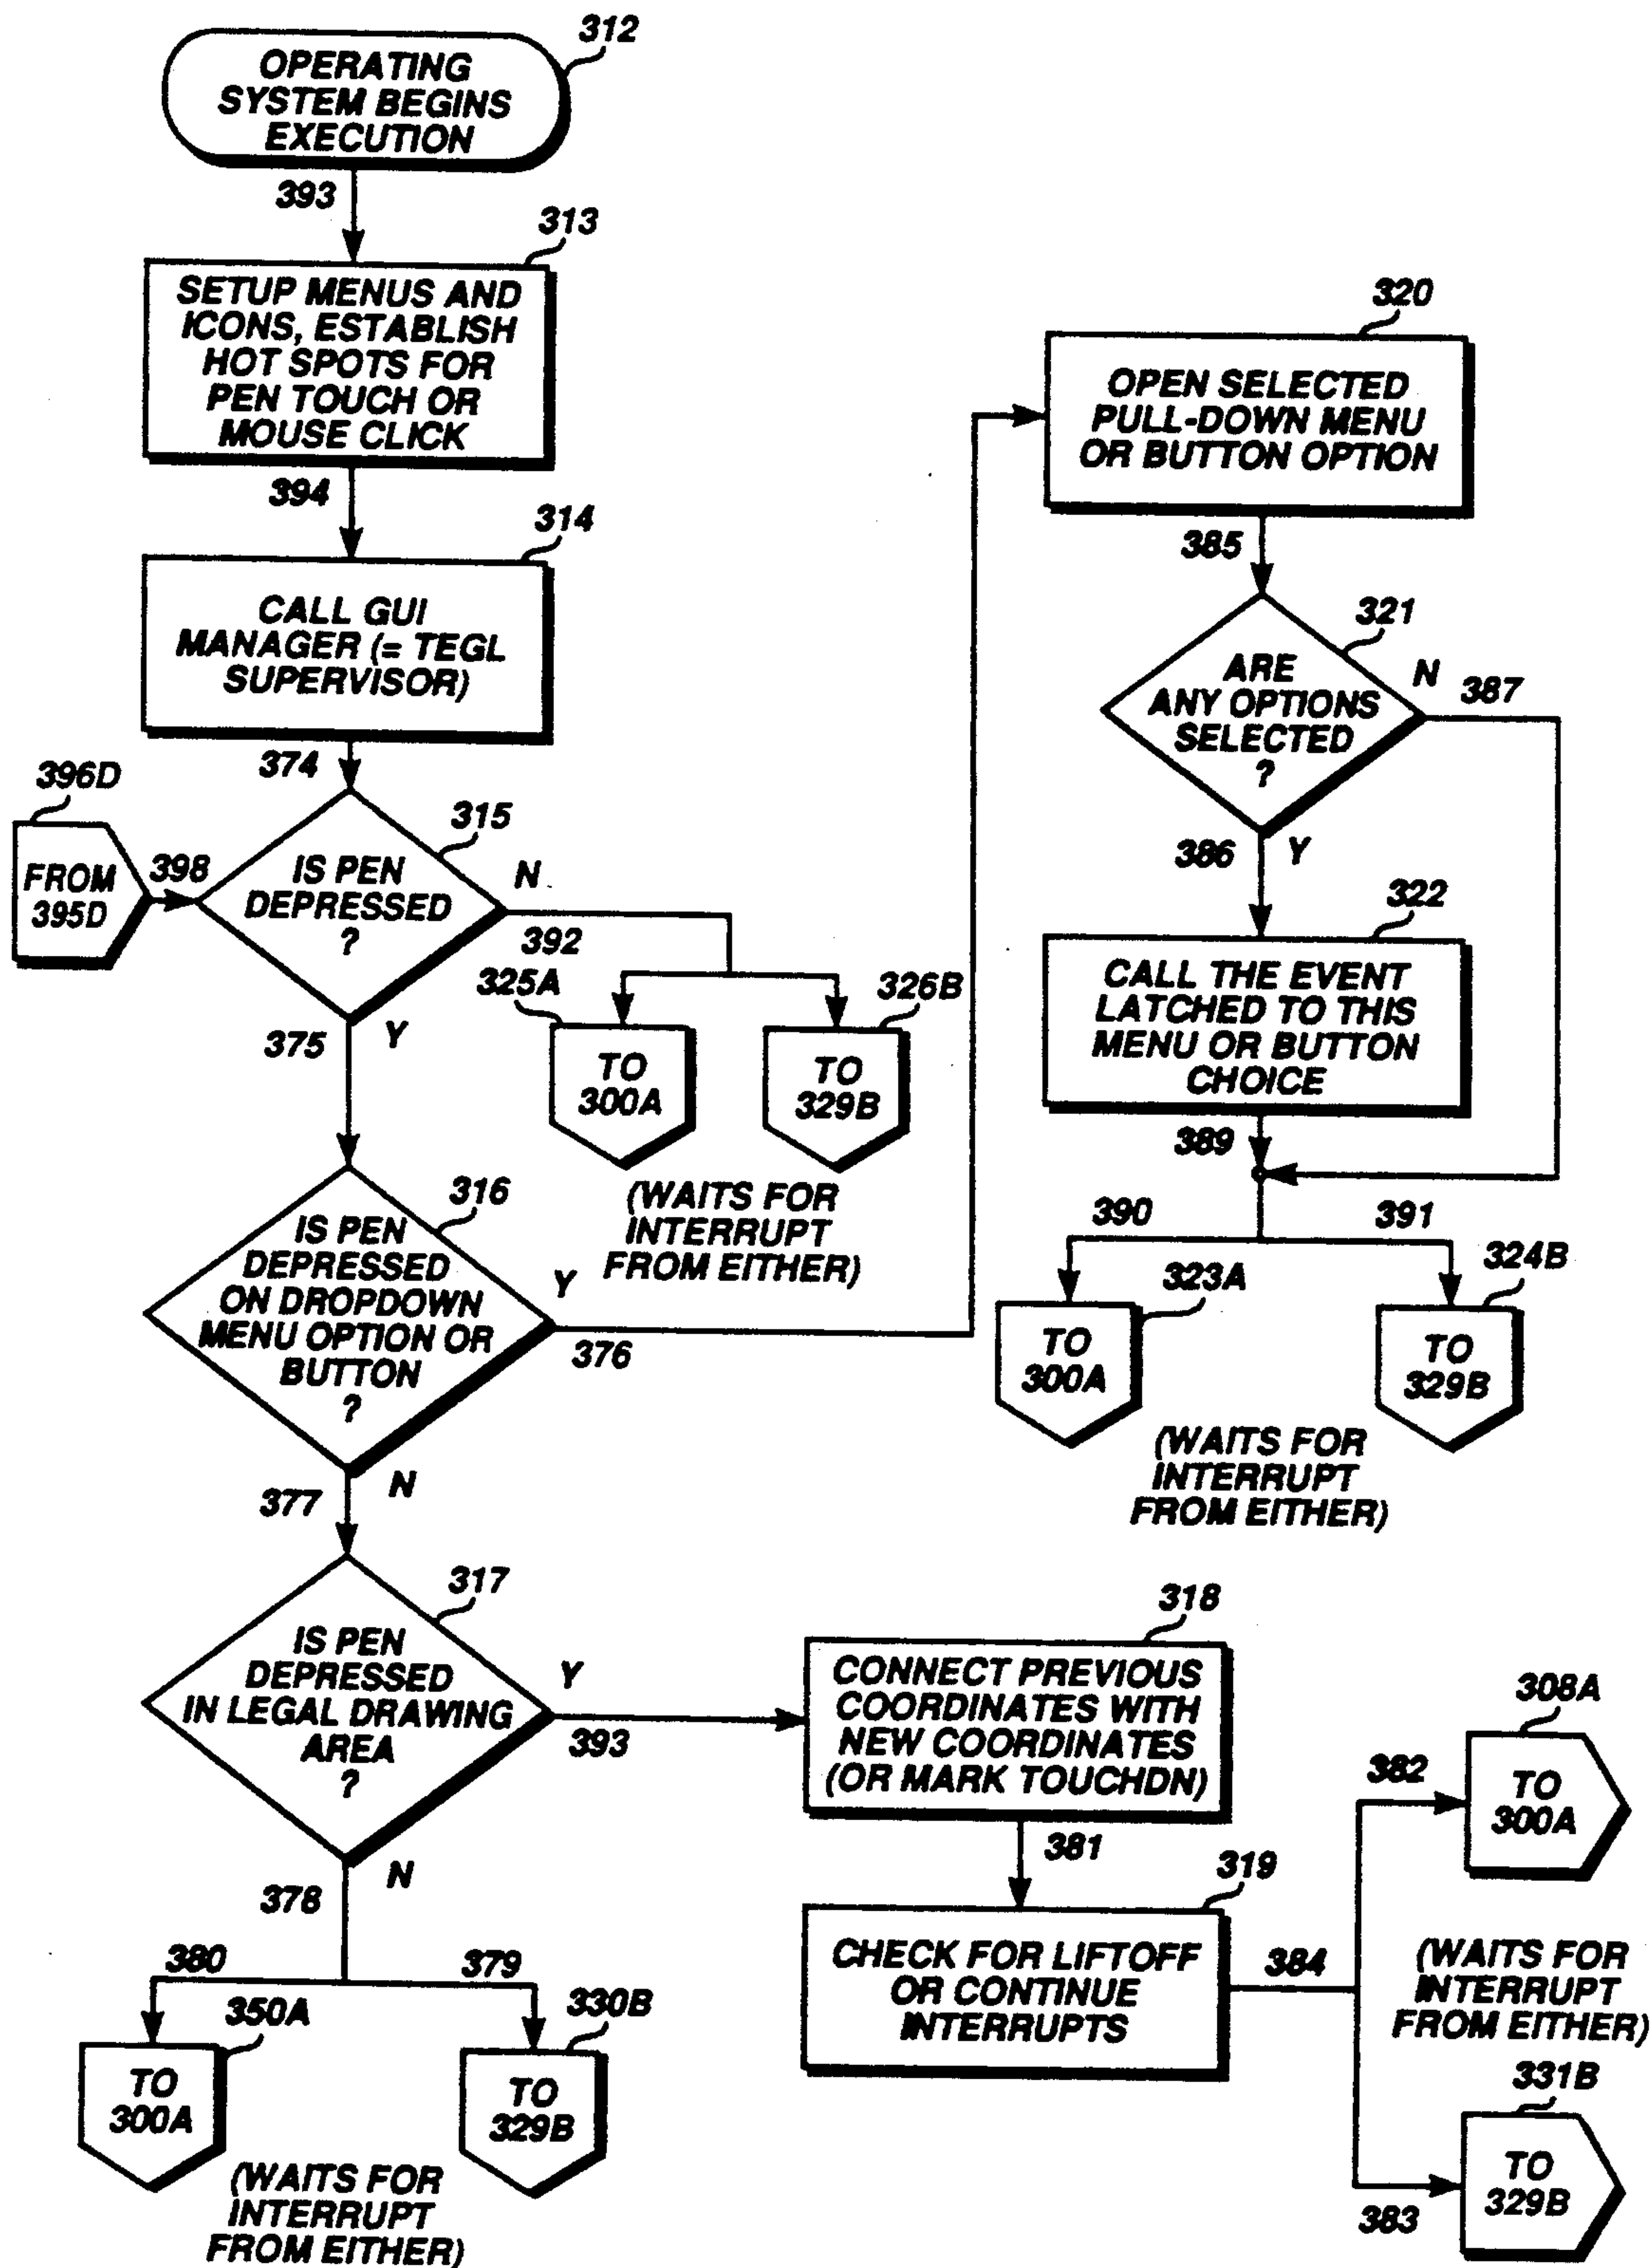 312
OPERATING
SYSTEM BEGINS
EXECUTION
393
313
SETUP MENUS AND
ICONS, ESTABLISH
HOT SPOTS FOR
PEN TOUCH OR
MOUSE CLICK
394
314
CALL GUI
MANAGER (= TEGL
SUPERVISOR)
374
396D
FROM
395D
398
315
IS PEN
DEPRESSED
?
N
392
325A
TO
300A
326B
TO
329B
(WAITS FOR
INTERRUPT
FROM EITHER)
375
Y
316
IS PEN
DEPRESSED
ON DROPDOWN
MENU OPTION OR
BUTTON
?
Y
376
320
OPEN SELECTED
PULL-DOWN MENU
OR BUTTON OPTION
385
321
ARE
ANY OPTIONS
SELECTED
?
N
387
386
Y
322
CALL THE EVENT
LATCHED TO THIS
MENU OR BUTTON
CHOICE
389
390
391
323A
TO
300A
324B
TO
329B
(WAITS FOR
INTERRUPT
FROM EITHER)
377
N
317
IS PEN
DEPRESSED
IN LEGAL DRAWING
AREA
?
Y
393
318
CONNECT PREVIOUS
COORDINATES WITH
NEW COORDINATES
(OR MARK TOUCHDN)
381
319
CHECK FOR LIFTOFF
OR CONTINUE
INTERRUPTS
384
382
308A
TO
300A
(WAITS FOR
INTERRUPT
FROM EITHER)
383
331B
TO
329B
378
N
380
379
350A
TO
300A
330B
TO
329B
(WAITS FOR
INTERRUPT
FROM EITHER)